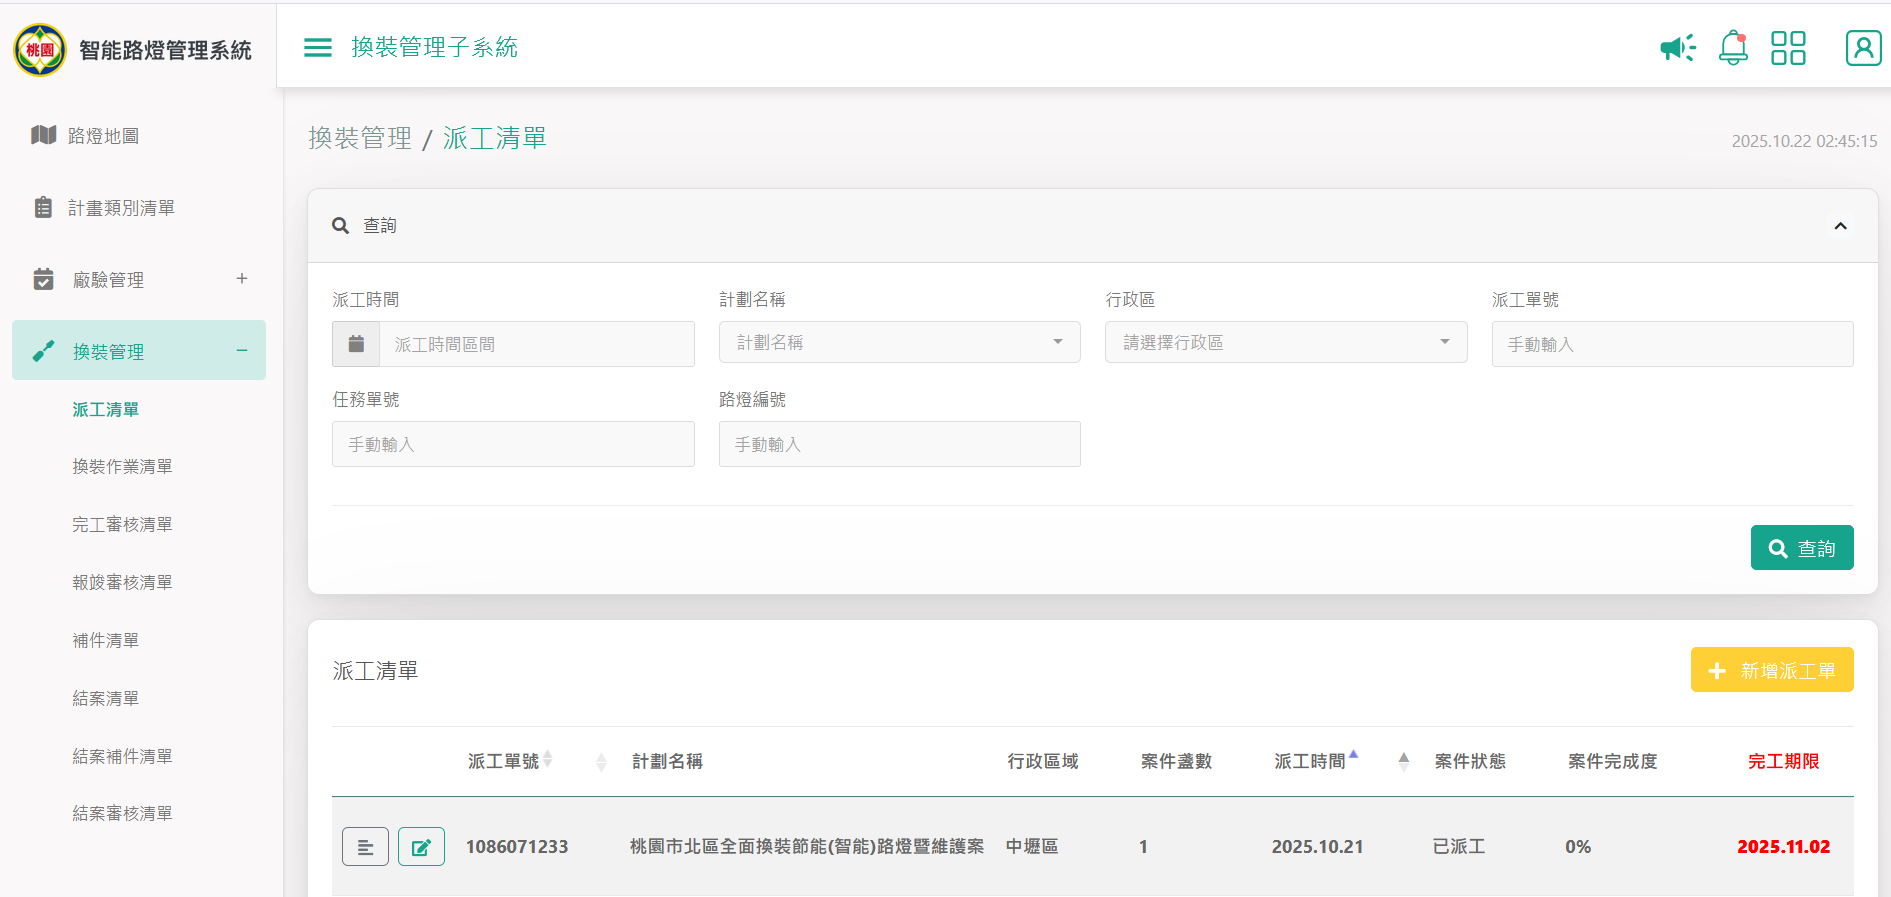 桃園 智能路燈管理系統
換裝管理子系統
路燈地圖
計畫類別清單
廠驗管理 +
換裝管理 −
派工清單
換裝作業清單
完工審核清單
報竣審核清單
補件清單
結案清單
結案補件清單
結案審核清單
換裝管理 / 派工清單
2025.10.22 02:45:15
查詢
派工時間 計劃名稱 行政區 派工單號
派工時間區間 計劃名稱 請選擇行政區 手動輸入
任務單號 路燈編號
手動輸入 手動輸入
查詢
派工清單
新增派工單
派工單號 計劃名稱 行政區域 案件盞數 派工時間 案件狀態 案件完成度 完工期限
1086071233 桃園市北區全面換裝節能(智能)路燈暨維護案 中壢區 1 2025.10.21 已派工 0% 2025.11.02